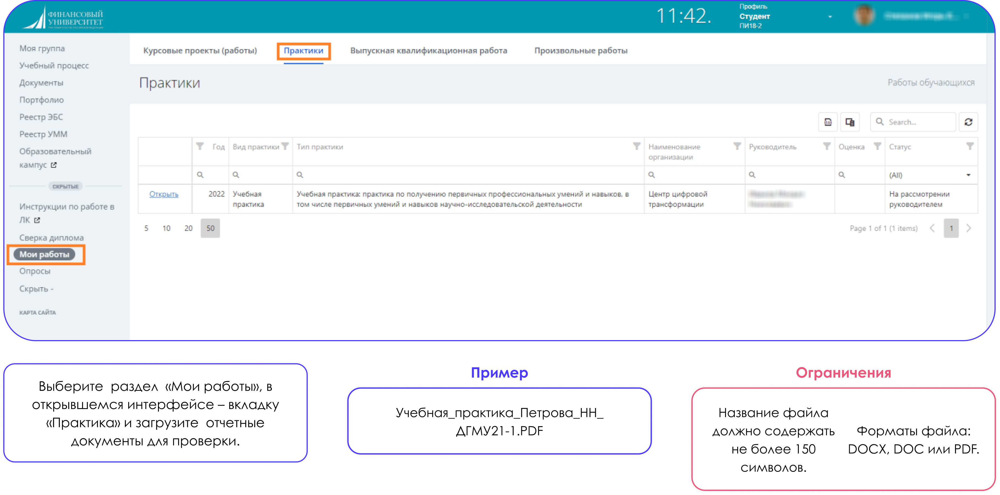 ФИНАНСОВЫЙ
УНИВЕРСИТЕТ
ПРИ ПРАВИТЕЛЬСТВЕ РОССИЙСКОЙ ФЕДЕРАЦИИ
11:42.
Профиль
Студент
ПИ18-2
Моя группа
Учебный процесс
Документы
Портфолио
Реестр ЭБС
Реестр УММ
Образовательный
кампус
СКРЫТЫЕ
Инструкции по работе в
ЛК
Сверка диплома
Мои работы
Опросы
Скрыть
КАРТА САЙТА
Курсовые проекты (работы) Практики Выпускная квалификационная работа Произвольные работы
Практики
Работы обучающихся
Search...
Год Вид практики Тип практики Наименование организации Руководитель Оценка Статус
(All)
Открыть 2022 Учебная практика Учебная практика: практика по получению первичных профессиональных умений и навыков, в
том числе первичных умений и навыков научно-исследовательской деятельности
Центр цифровой
трансформации
На рассмотрении
руководителем
5 10 20 50
Page 1 of 1 (1 items) 1
Выберите раздел «Мои работы», в
открывшемся интерфейсе – вкладку
«Практика» и загрузите отчетные
документы для проверки.
Пример
Учебная_практика_Петрова_НН_
ДГМУ21-1.PDF
Ограничения
Название файла
должно содержать
не более 150
символов.
Форматы файла:
DOCX, DOC или PDF.